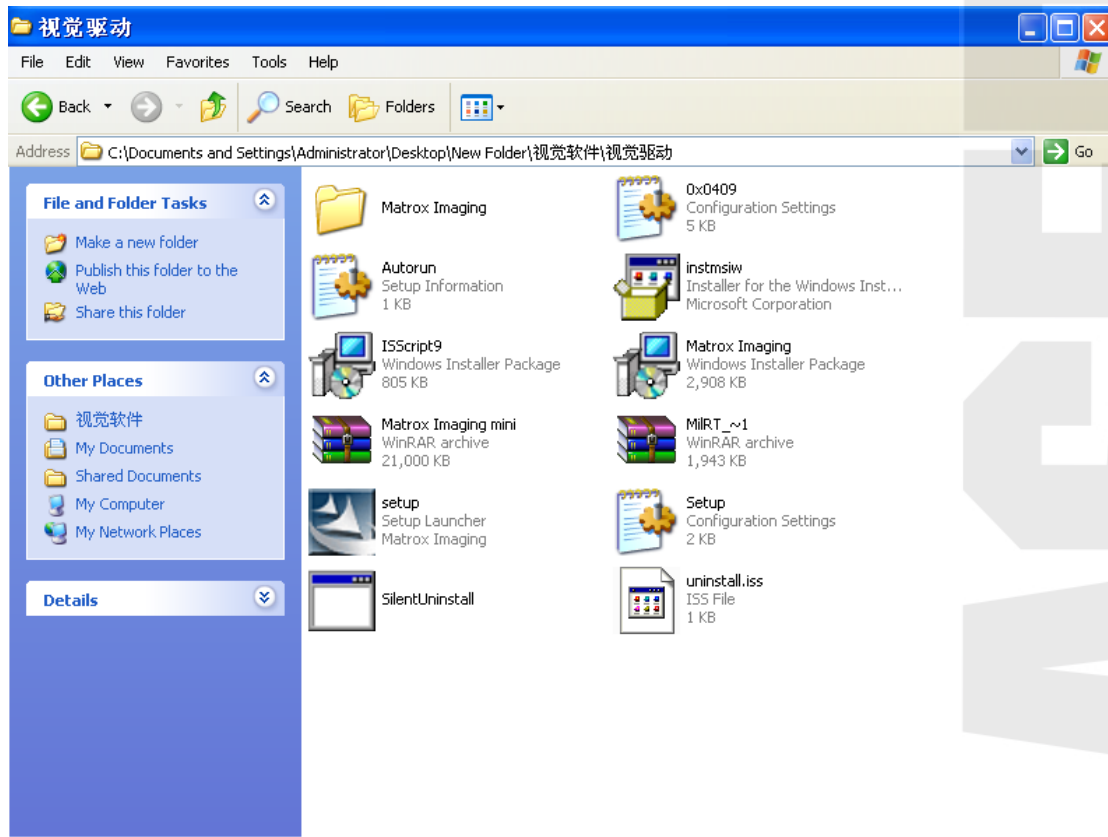 视觉驱动
File Edit View Favorites Tools Help
Back Search Folders
Address C:\Documents and Settings\Administrator\Desktop\New Folder\视觉软件\视觉驱动 Go
File and Folder Tasks
Make a new folder
Publish this folder to the
Web
Share this folder
Other Places
视觉软件
My Documents
Shared Documents
My Computer
My Network Places
Details
Matrox Imaging
0x0409
Configuration Settings
5 KB
Autorun
Setup Information
1 KB
instmsiw
Installer for the Windows Inst...
Microsoft Corporation
ISScript9
Windows Installer Package
805 KB
Matrox Imaging
Windows Installer Package
2,908 KB
Matrox Imaging mini
WinRAR archive
21,000 KB
MilRT_~1
WinRAR archive
1,943 KB
setup
Setup Launcher
Matrox Imaging
Setup
Configuration Settings
2 KB
SilentUninstall
uninstall.iss
ISS File
1 KB